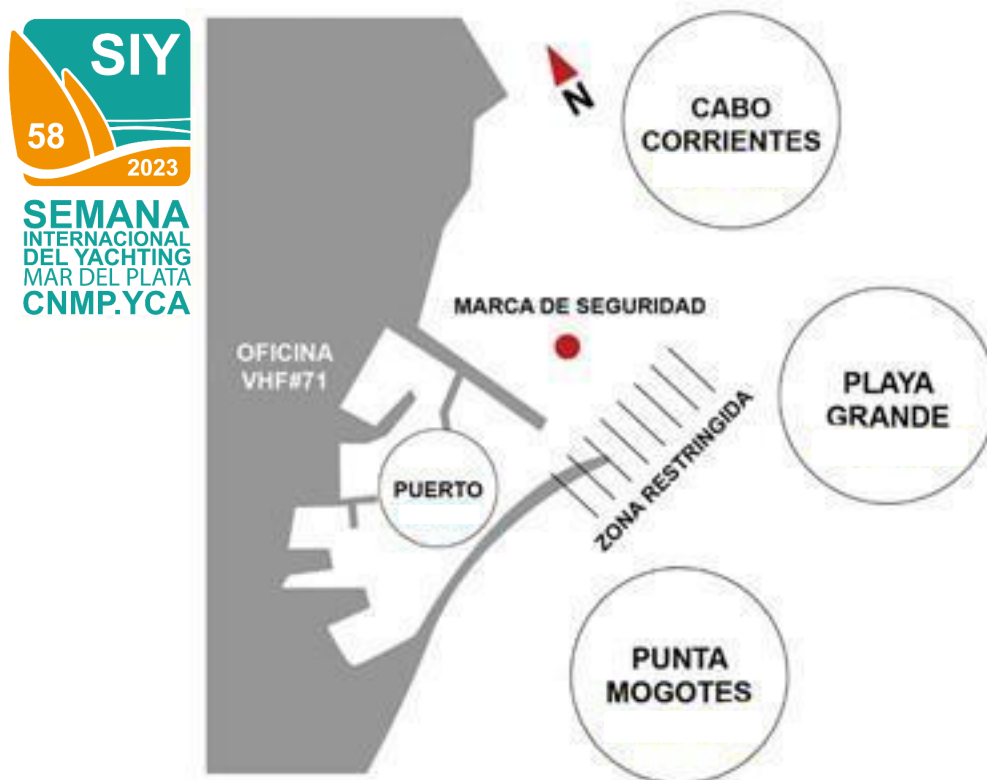 SIY
58
2023
SEMANA
INTERNACIONAL
DEL YACHTING
MAR DEL PLATA
CNMP.YCA
N
CABO
CORRIENTES
MARCA DE SEGURIDAD
OFICINA
VHF#71
PLAYA
GRANDE
ZONA RESTRINGIDA
PUERTO
PUNTA
MOGOTES